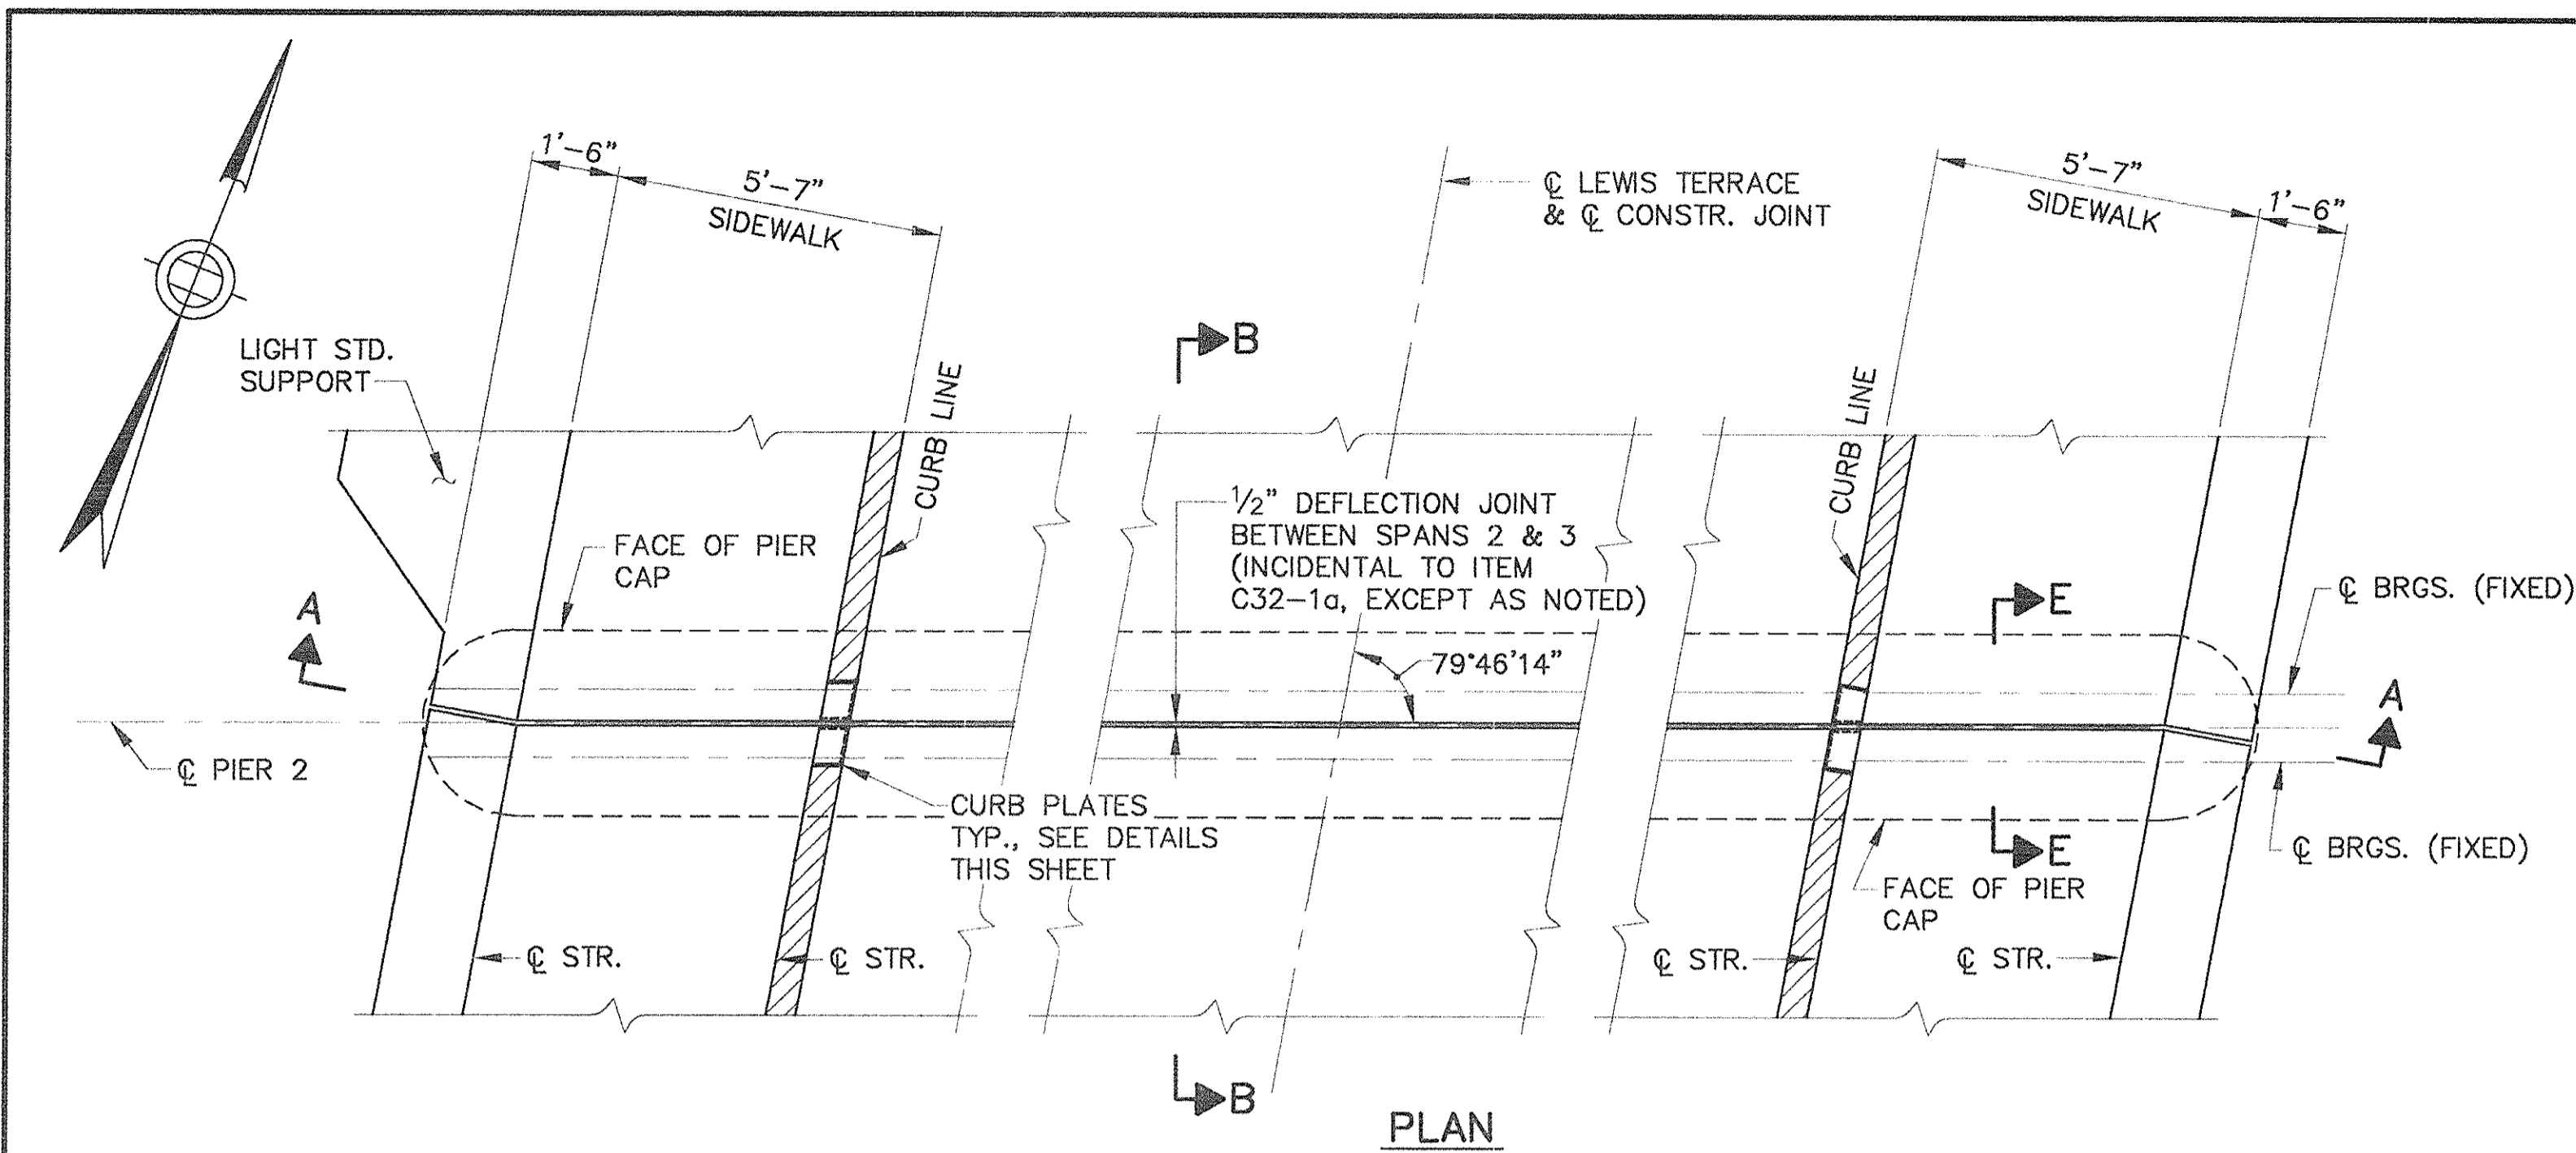 1'-6"
5'-7"
SIDEWALK
℄ LEWIS TERRACE
& ℄ CONSTR. JOINT
5'-7"
SIDEWALK
1'-6"
LIGHT STD.
SUPPORT
B
CURB LINE
CURB LINE
1/2" DEFLECTION JOINT
BETWEEN SPANS 2 & 3
(INCIDENTAL TO ITEM
C32-1a, EXCEPT AS NOTED)
FACE OF PIER
CAP
A
E
℄ BRGS. (FIXED)
79°46'14"
A
℄ PIER 2
CURB PLATES
TYP., SEE DETAILS
THIS SHEET
E
℄ BRGS. (FIXED)
FACE OF PIER
CAP
℄ STR.
℄ STR.
℄ STR.
℄ STR.
B
PLAN